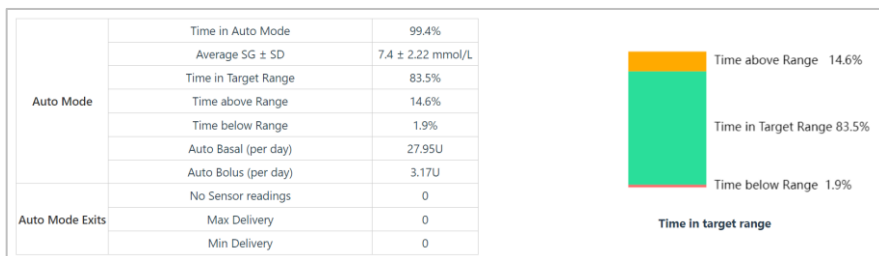 Time in Auto Mode 99.4%
Average SG ± SD 7.4 ± 2.22 mmol/L
Time in Target Range 83.5%
Auto Mode Time above Range 14.6%
Time below Range 1.9%
Auto Basal (per day) 27.95U
Auto Bolus (per day) 3.17U
No Sensor readings 0
Auto Mode Exits Max Delivery 0
Min Delivery 0
Time above Range 14.6%
Time in Target Range 83.5%
Time below Range 1.9%
Time in target range